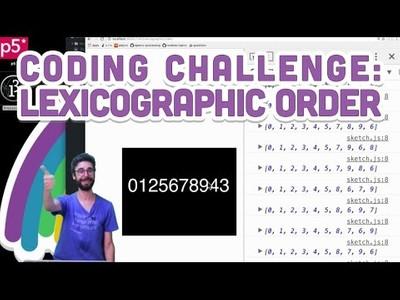 p5*
CODING CHALLENGE:
LEXICOGRAPHIC ORDER
sketch.js:8
[0, 1, 2, 3, 4, 5, 7, 8, 9, 6]
sketch.js:8
[0, 1, 2, 3, 4, 5, 7, 9, 6, 8]
sketch.js:8
[0, 1, 2, 3, 4, 5, 7, 9, 8, 6]
sketch.js:8
[0, 1, 2, 3, 4, 5, 8, 6, 7, 9]
sketch.js:8
[0, 1, 2, 3, 4, 5, 8, 6, 9, 7]
sketch.js:8
[0, 1, 2, 3, 4, 5, 8, 7, 6, 9]
sketch.js:8
[0, 1, 2, 3, 4, 5, 8, 7, 9, 6]
0125678943